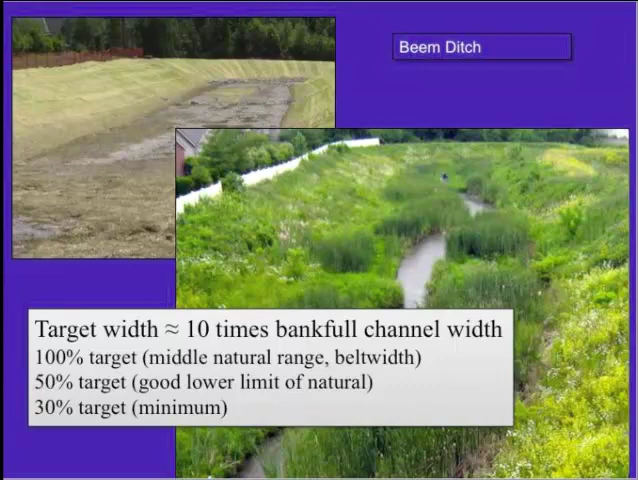 Beem Ditch
Target width ≈ 10 times bankfull channel width
100% target (middle natural range, beltwidth)
50% target (good lower limit of natural)
30% target (minimum)